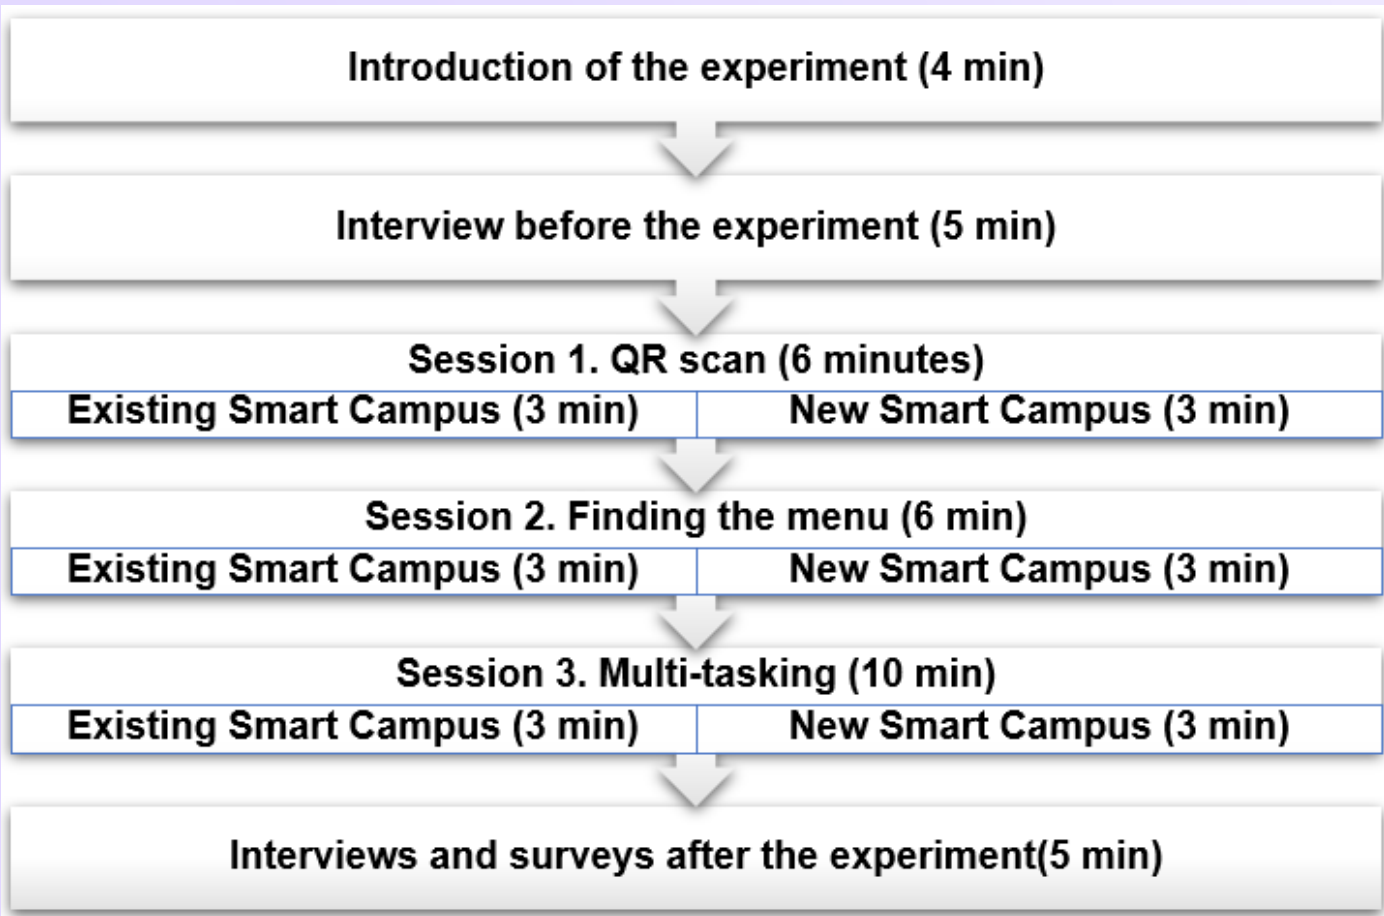 Introduction of the experiment (4 min)
Interview before the experiment (5 min)
Session 1. QR scan (6 minutes)
Existing Smart Campus (3 min)
New Smart Campus (3 min)
Session 2. Finding the menu (6 min)
Existing Smart Campus (3 min)
New Smart Campus (3 min)
Session 3. Multi-tasking (10 min)
Existing Smart Campus (3 min)
New Smart Campus (3 min)
Interviews and surveys after the experiment(5 min)